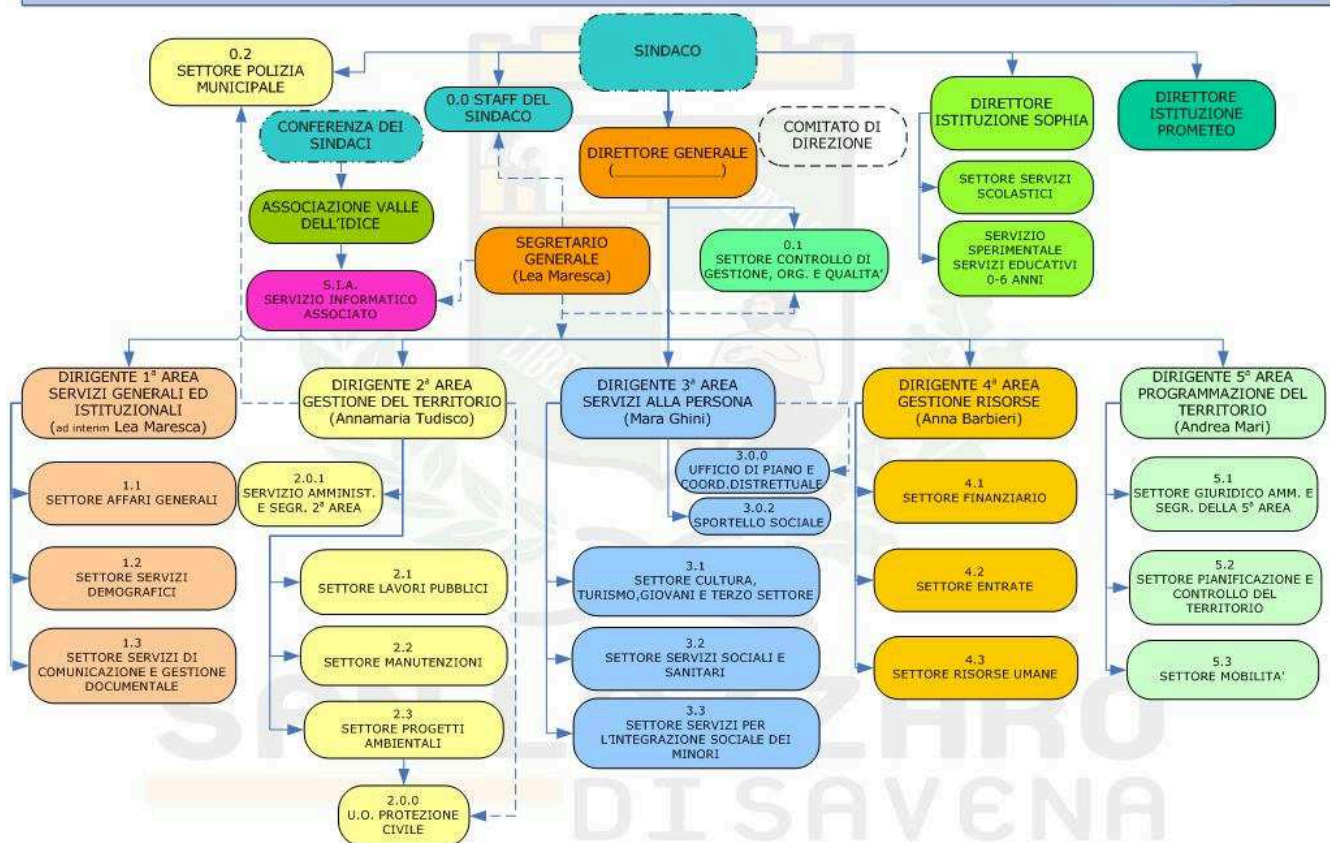 SINDACO
0.2
SETTORE POLIZIA
MUNICIPALE
0.0 STAFF DEL
SINDACO
CONFERENZA DEI
SINDACI
DIRETTORE GENERALE
(______________)
COMITATO DI
DIREZIONE
DIRETTORE
ISTITUZIONE SOPHIA
DIRETTORE
ISTITUZIONE
PROMETEO
SETTORE SERVIZI
SCOLASTICI
SERVIZIO
SPERIMENTALE
SERVIZI EDUCATIVI
0-6 ANNI
ASSOCIAZIONE VALLE
DELL'IDICE
SEGRETARIO
GENERALE
(Lea Maresca)
0.1
SETTORE CONTROLLO DI
GESTIONE, ORG. E QUALITA'
S.I.A.
SERVIZIO INFORMATICO
ASSOCIATO
DIRIGENTE 1ª AREA
SERVIZI GENERALI ED
ISTITUZIONALI
(ad interim Lea Maresca)
1.1
SETTORE AFFARI GENERALI
1.2
SETTORE SERVIZI
DEMOGRAFICI
1.3
SETTORE SERVIZI DI
COMUNICAZIONE E GESTIONE
DOCUMENTALE
DIRIGENTE 2ª AREA
GESTIONE DEL TERRITORIO
(Annamaria Tudisco)
2.0.1
SERVIZIO AMMINIST.
E SEGR. 2ª AREA
2.1
SETTORE LAVORI PUBBLICI
2.2
SETTORE MANUTENZIONI
2.3
SETTORE PROGETTI
AMBIENTALI
2.0.0
U.O. PROTEZIONE
CIVILE
DIRIGENTE 3ª AREA
SERVIZI ALLA PERSONA
(Mara Ghini)
3.0.0
UFFICIO DI PIANO E
COORD.DISTRETTUALE
3.0.2
SPORTELLO SOCIALE
3.1
SETTORE CULTURA,
TURISMO,GIOVANI E TERZO SETTORE
3.2
SETTORE SERVIZI SOCIALI E
SANITARI
3.3
SETTORE SERVIZI PER
L'INTEGRAZIONE SOCIALE DEI
MINORI
DIRIGENTE 4ª AREA
GESTIONE RISORSE
(Anna Barbieri)
4.1
SETTORE FINANZIARIO
4.2
SETTORE ENTRATE
4.3
SETTORE RISORSE UMANE
DIRIGENTE 5ª AREA
PROGRAMMAZIONE DEL
TERRITORIO
(Andrea Mari)
5.1
SETTORE GIURIDICO AMM. E
SEGR. DELLA 5ª AREA
5.2
SETTORE PIANIFICAZIONE E
CONTROLLO DEL
TERRITORIO
5.3
SETTORE MOBILITA'
SAN LAZZARO
DI SAVENA